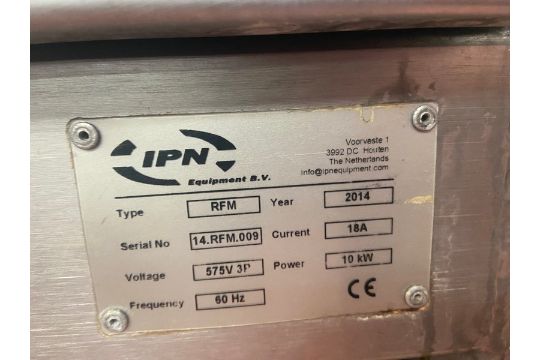 IPN
Equipment B.V.
Voorveste 1
3992 DC Houten
The Netherlands
info@ipnequipment.com
Type RFM Year 2014
Serial No 14.RFM.009 Current 18A
Voltage 575V 3P Power 10 kW
Frequency 60 Hz CE